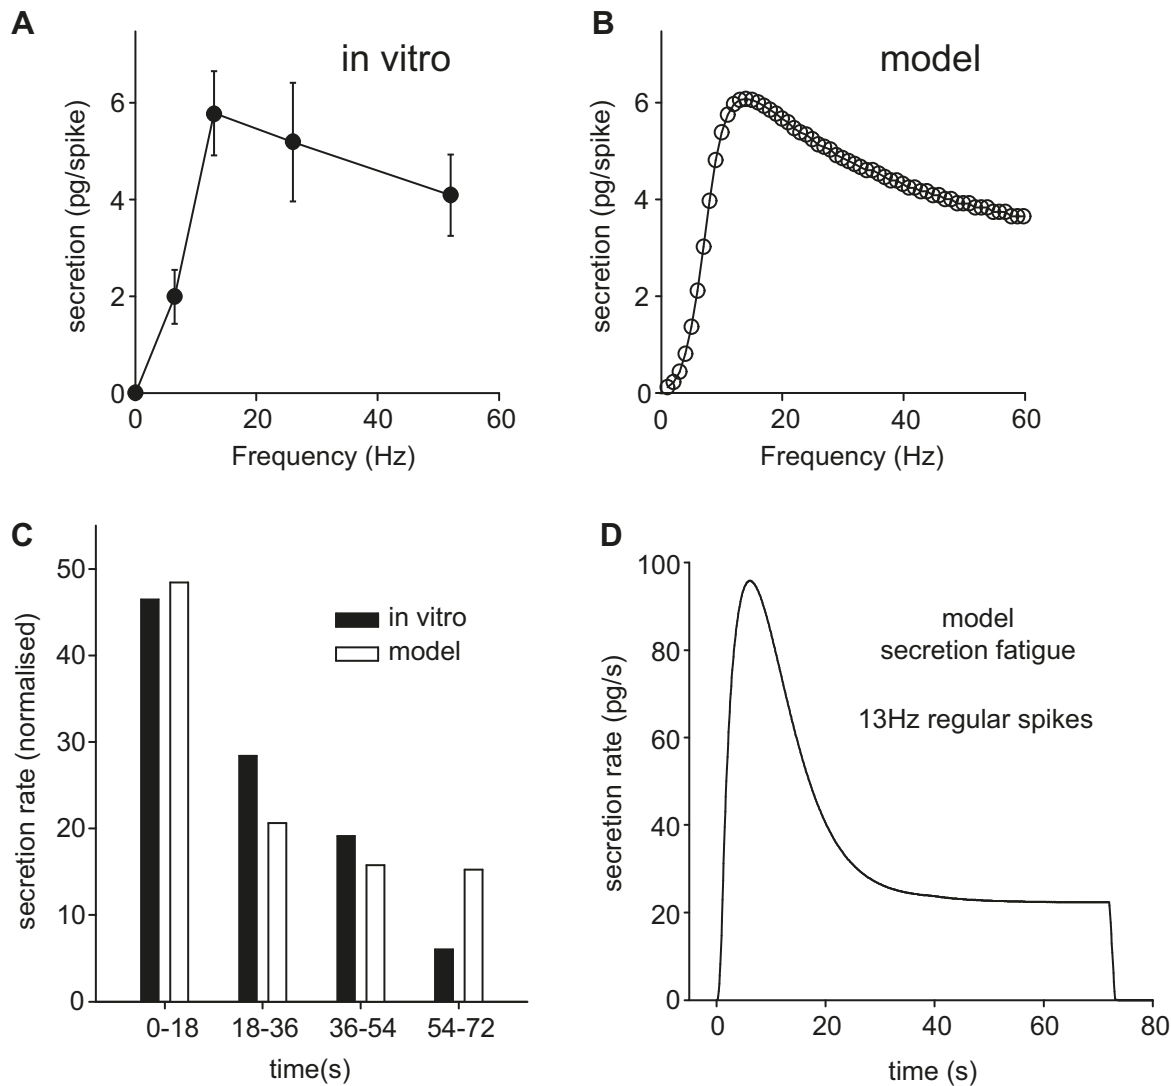 A
in vitro
secretion (pg/spike)
6
4
2
0
0 20 40 60
Frequency (Hz)
B
model
secretion (pg/spike)
6
4
2
0
0 20 40 60
Frequency (Hz)
C
secretion rate (normalised)
50
40
30
20
10
0
in vitro
model
0-18 18-36 36-54 54-72
time(s)
D
secretion rate (pg/s)
100
80
60
40
20
0
model
secretion fatigue
13Hz regular spikes
0 20 40 60 80
time (s)